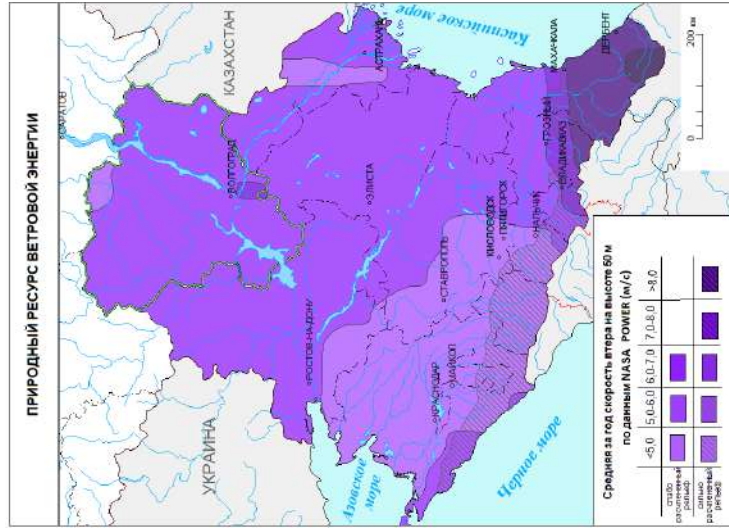 ПРИРОДНЫЙ РЕСУРС ВЕТРОВОЙ ЭНЕРГИИ
САРАТОВ
КАЗАХСТАН
УКРАИНА
ВОЛГОГРАД
АСТРАХАНЬ
ЭЛИСТА
РОСТОВ-НА-ДОНУ
Каспийское море
Азовское
море
СТАВРОПОЛЬ
КРАСНОДАР
МАЙКОП
КИСЛОВОДСК
ПЯТИГОРСК
НАЛЬЧИК
ГРОЗНЫЙ
ВЛАДИКАВКАЗ
МАХАЧКАЛА
ДЕРБЕНТ
Черное море
0
200
км
Средняя за год скорость ветра на высоте 50 м
по данным NASA POWER (м/с)
<5,0
5,0-6,0
6,0-7,0
7,0-8,0
>8,0
слабо
расчлененный
рельеф
сильно
расчлененный
рельеф